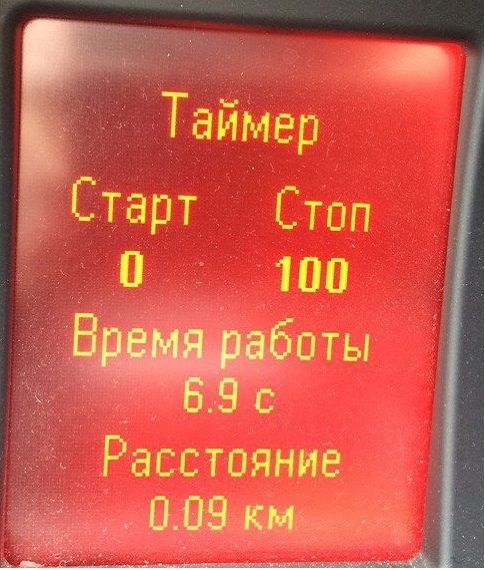 Таймер
Старт Стоп
0 100
Время работы
6.9 с
Расстояние
0.09 км